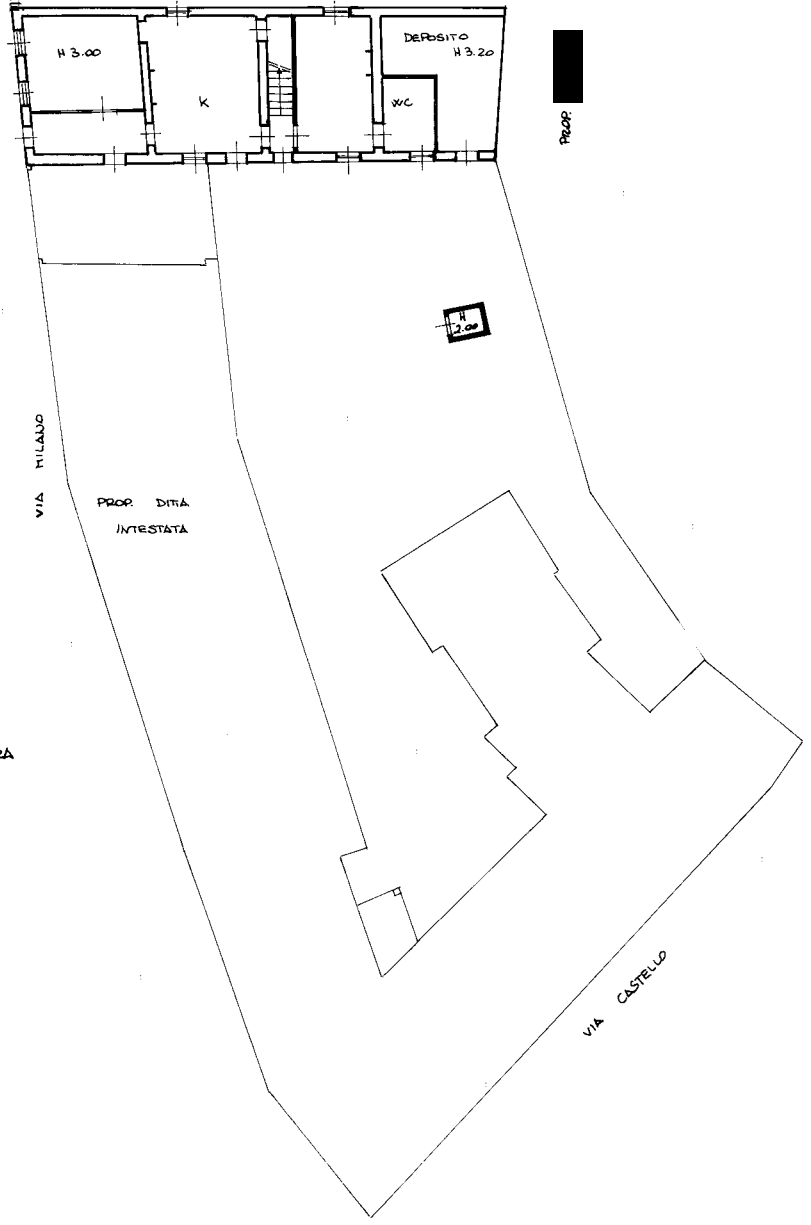 H 3.00
K
DEPOSITO
H 3.20
WC
PROP.
H
2.00
VIA MILANO
PROP. DITTA
INTESTATA
VIA CASTELLO